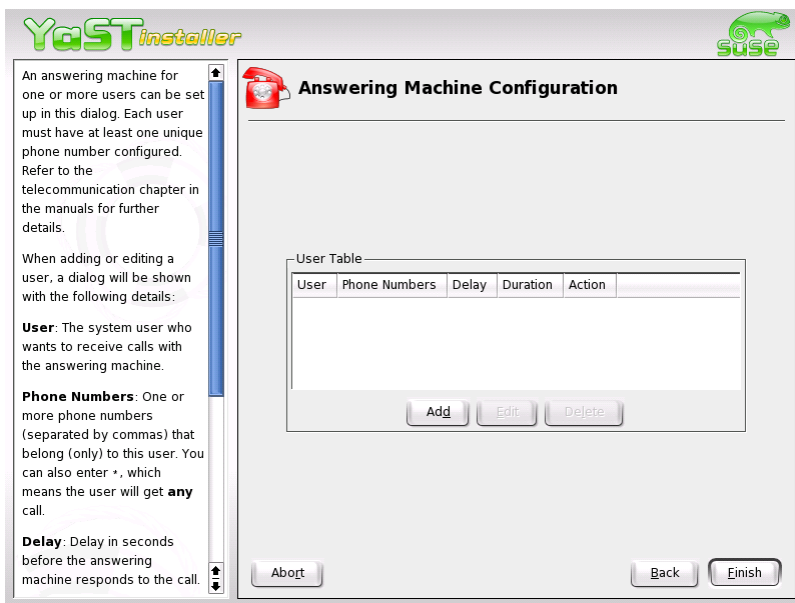 YaST installer
SUSE
An answering machine for
one or more users can be set
up in this dialog. Each user
must have at least one unique
phone number configured.
Refer to the
telecommunication chapter in
the manuals for further
details.
When adding or editing a
user, a dialog will be shown
with the following details:
User: The system user who
wants to receive calls with
the answering machine.
Phone Numbers: One or
more phone numbers
(separated by commas) that
belong (only) to this user. You
can also enter *, which
means the user will get any
call.
Delay: Delay in seconds
before the answering
machine responds to the call.
Answering Machine Configuration
User Table
User Phone Numbers Delay Duration Action
Add Edit Delete
Abort Back Finish